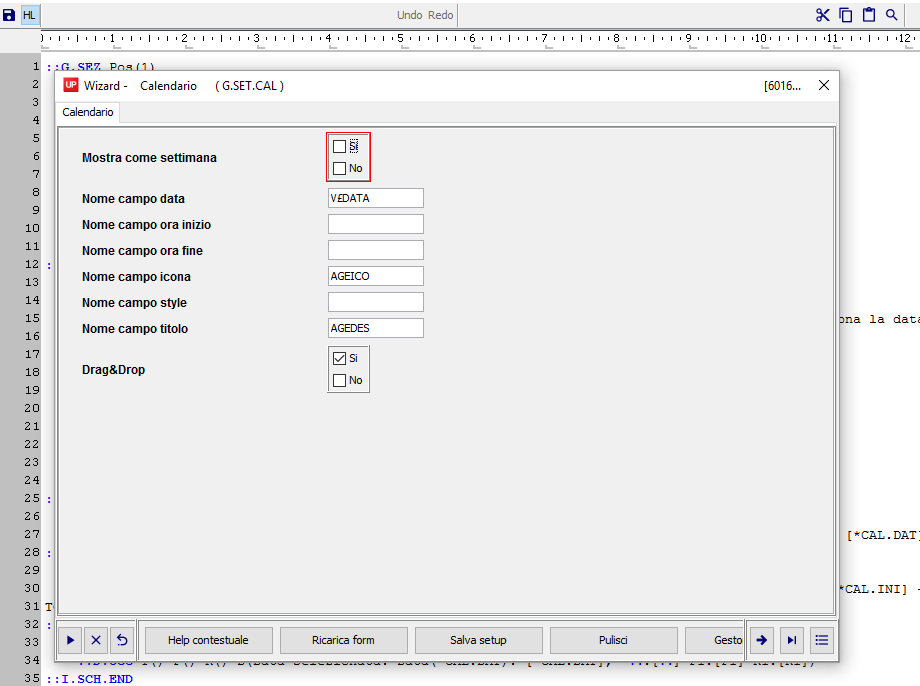 HL
Undo Redo
0 1 2 3 4 5 6 7 8 9 10 11 12
1 ::G.SEZ Pos(1)
2 UP Wizard - Calendario ( G.SET.CAL ) [6016...
3
Calendario
4
5
Si
6 Mostra come settimana
7 No
8 Nome campo data V£DATA
9 Nome campo ora inizio
10
11 Nome campo ora fine
12 :
13 Nome campo icona AGEICO
14 Nome campo style
15 ona la data
16 Nome campo titolo AGEDES
17
Si
18 Drag&Drop
19 No
20
21
22
23
24
25 :
26
27 [*CAL.DAT]
28 :
29
30 *CAL.INI] -
31
32 :
33 Help contestuale Ricarica form Salva setup Pulisci Gesto
34
35 ::I.SCH.END